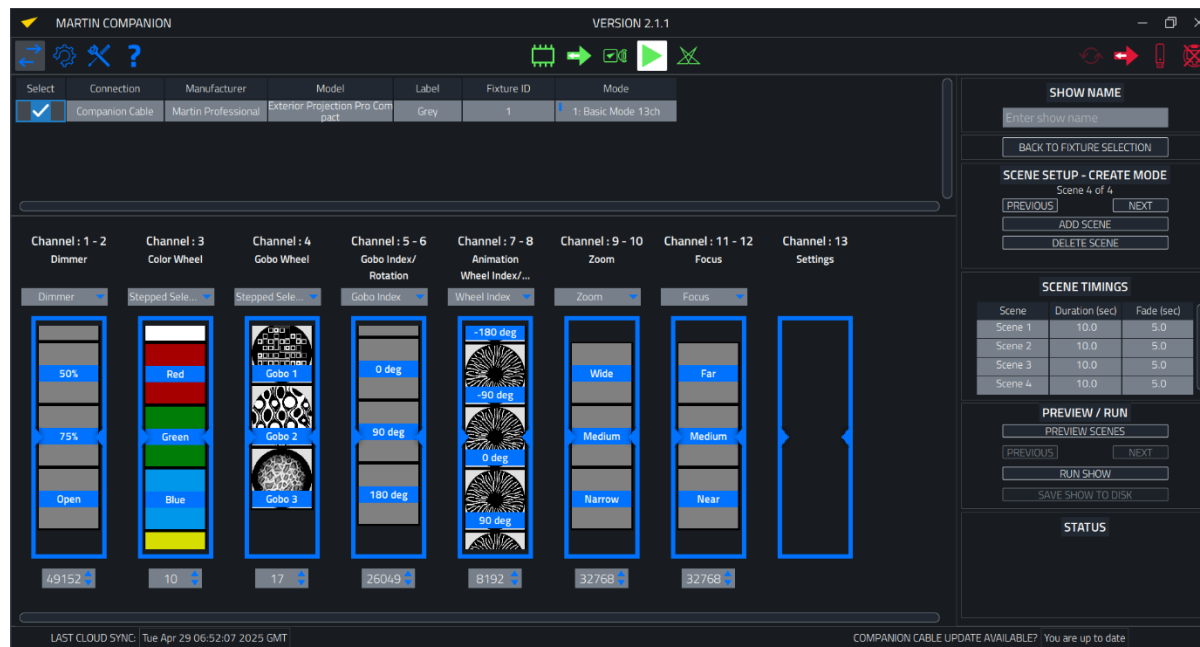 MARTIN COMPANION
VERSION 2.1.1
?
Select Connection Manufacturer Model Label Fixture ID Mode
Companion Cable Martin Professional Exterior Projection Pro Com
pact Grey 1 1: Basic Mode 13ch
Channel : 1 - 2 Channel : 3 Channel : 4 Channel : 5 - 6 Channel : 7 - 8 Channel : 9 - 10 Channel : 11 - 12 Channel : 13
Dimmer Color Wheel Gobo Wheel Gobo Index/ Animation Zoom Focus Settings
Rotation Wheel Index/...
Dimmer Stepped Sele... Stepped Sele... Gobo Index Wheel Index Zoom Focus
-180 deg
50% Red Gobo 1 0 deg Wide Far
-90 deg
75% Green Gobo 2 90 deg Medium Medium
0 deg
Open Blue Gobo 3 180 deg Narrow Near
90 deg
49152 10 17 26049 8192 32768 32768
SHOW NAME
Enter show name
BACK TO FIXTURE SELECTION
SCENE SETUP - CREATE MODE
Scene 4 of 4
PREVIOUS NEXT
ADD SCENE
DELETE SCENE
SCENE TIMINGS
Scene Duration (sec) Fade (sec)
Scene 1 10.0 5.0
Scene 2 10.0 5.0
Scene 3 10.0 5.0
Scene 4 10.0 5.0
PREVIEW / RUN
PREVIEW SCENES
PREVIOUS NEXT
RUN SHOW
SAVE SHOW TO DISK
STATUS
LAST CLOUD SYNC: Tue Apr 29 06:52:07 2025 GMT
COMPANION CABLE UPDATE AVAILABLE? You are up to date